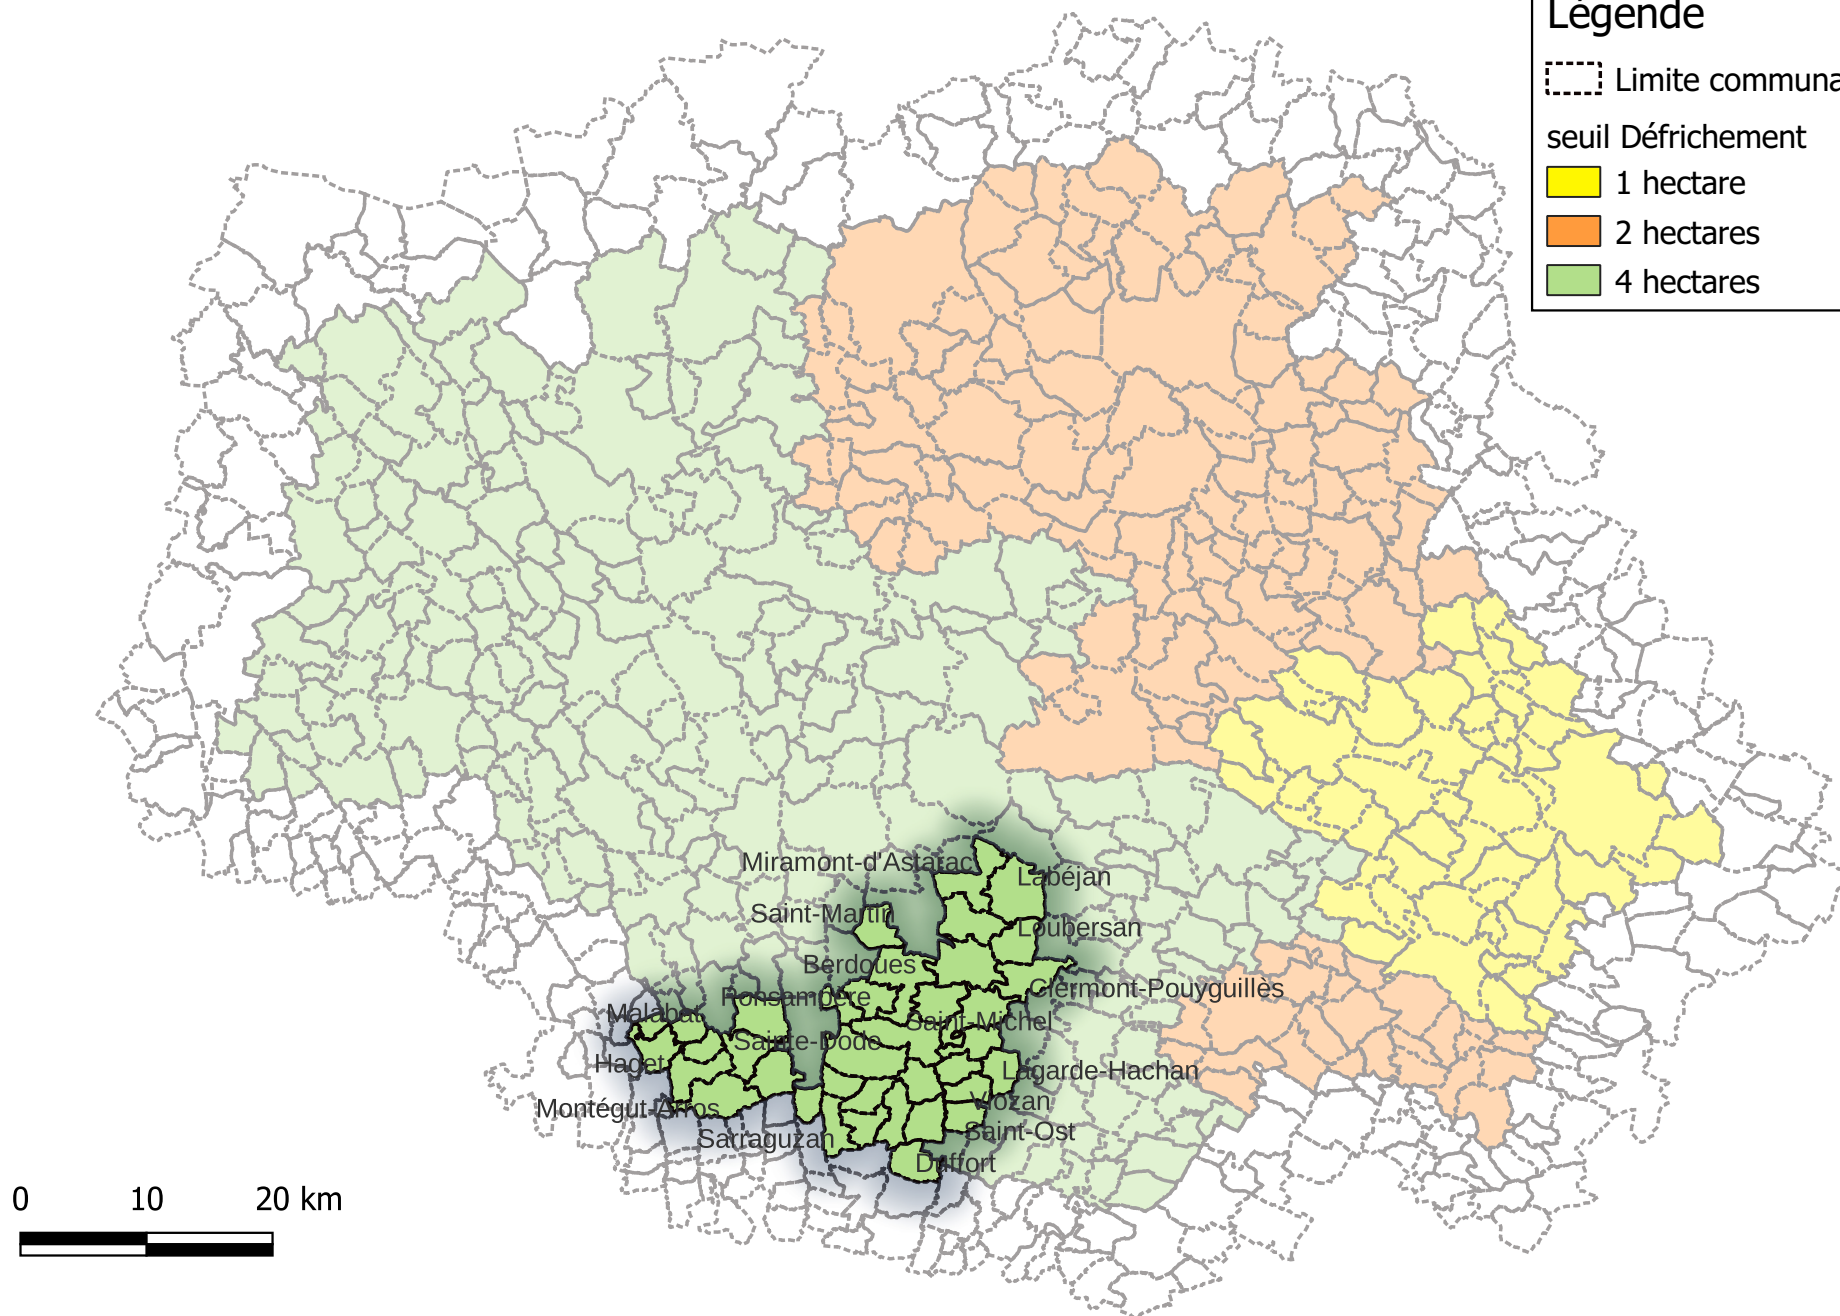 Légende
Limite communa
seuil Défrichement
1 hectare
2 hectares
4 hectares
Miramont-d'Astarac
Labéjan
Saint-Martin
Loubersan
Berdoues
Clermont-Pouyguillès
Ponsampère
Malabat
Saint-Michel
Sainte-Dode
Haget
Lagarde-Hachan
Viozan
Montégut-Arros
Saint-Ost
Sarraguzan
Duffort
0 10 20 km